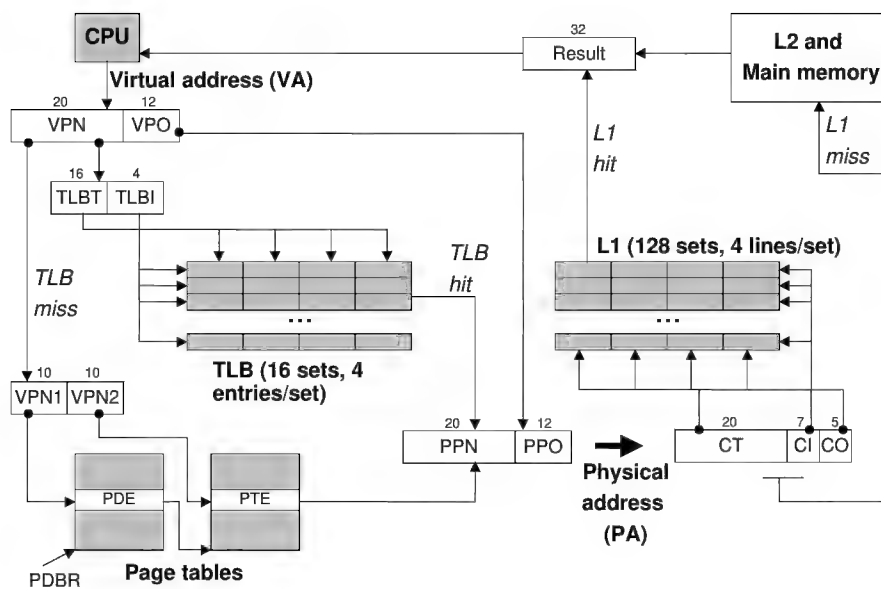 CPU
32
Result
L2 and
Main memory
Virtual address (VA)
20 12
VPN VPO
L1
hit
L1
miss
16 4
TLBT TLBI
TLB
miss
TLB
hit
L1 (128 sets, 4 lines/set)
...
...
TLB (16 sets, 4
entries/set)
10 10
VPN1 VPN2
20 12
PPN PPO
20 7 5
CT CI CO
Physical
address
(PA)
PDE
PTE
PDBR
Page tables